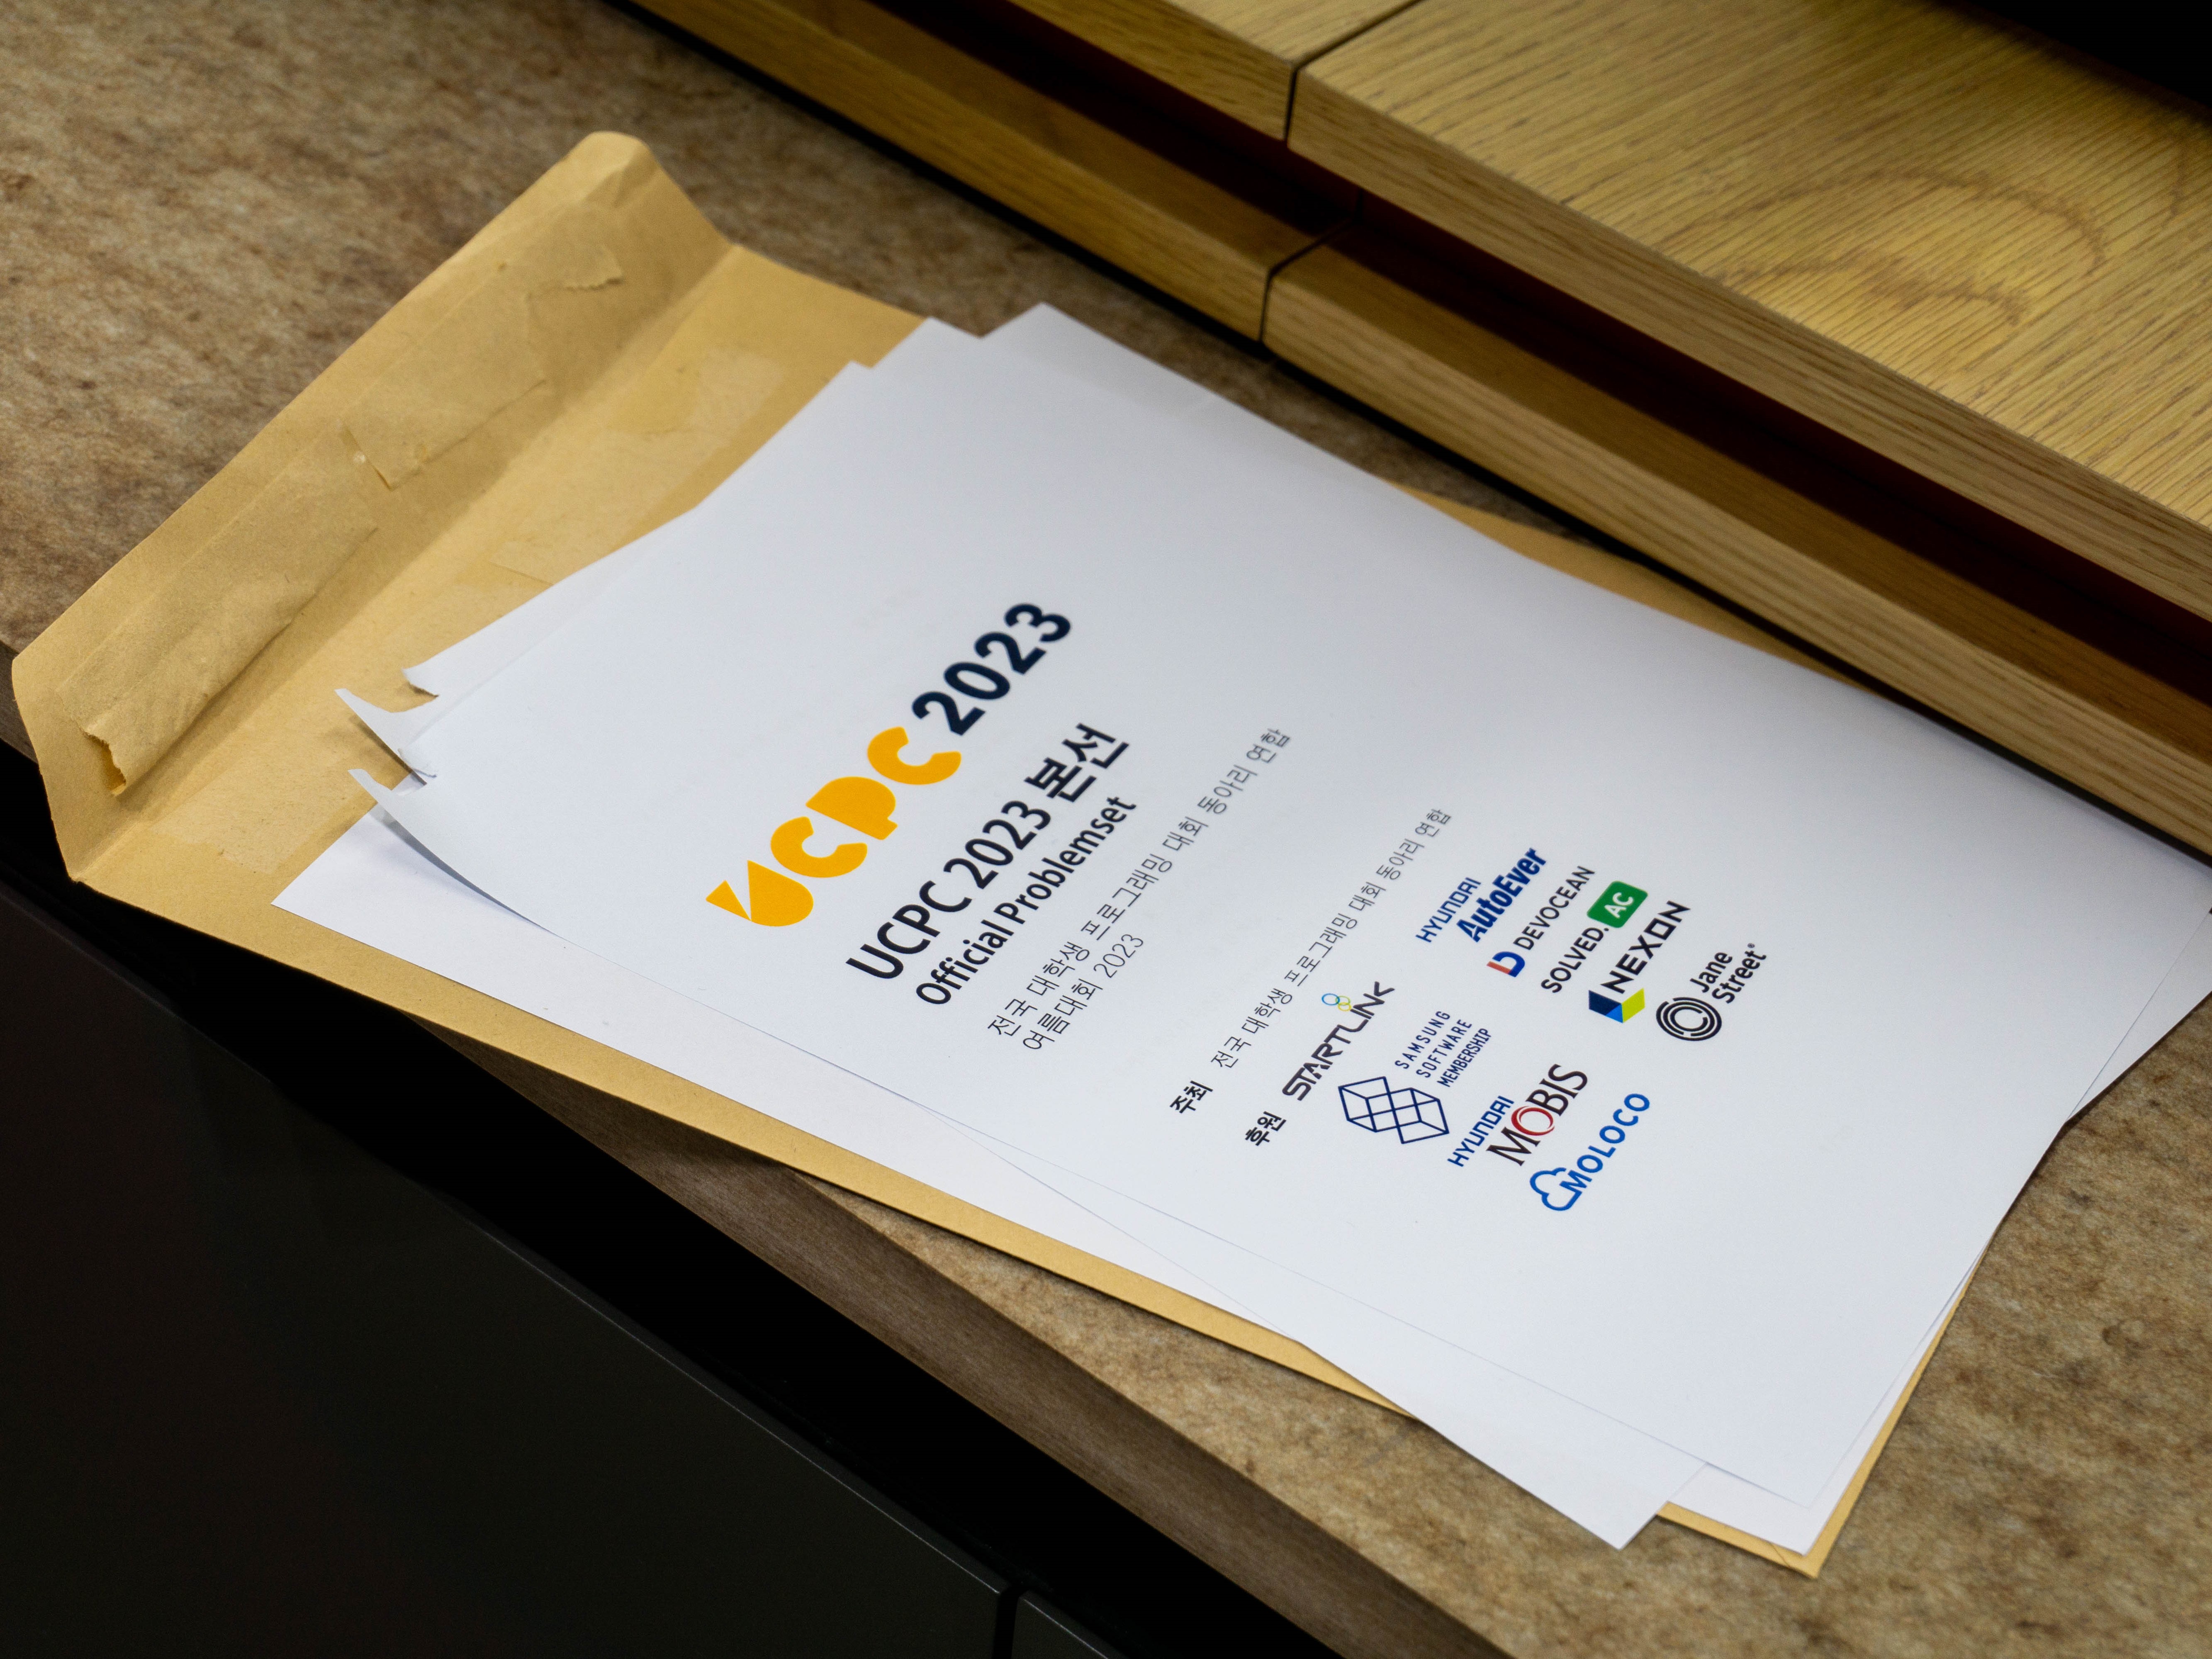 UCPC 2023
UCPC 2023 본선
Official Problemset
전국 대학생 프로그래밍 대회 동아리 연합
여름대회 2023
주최 전국 대학생 프로그래밍 대회 동아리 연합
후원
STARTLINK
HYUNDAI
AutoEver
SAMSUNG
SOFTWARE
MEMBERSHIP
DEVOCEAN
SOLVED.AC
HYUNDAI
MOBIS
NEXON
MOLOCO
Jane
Street®